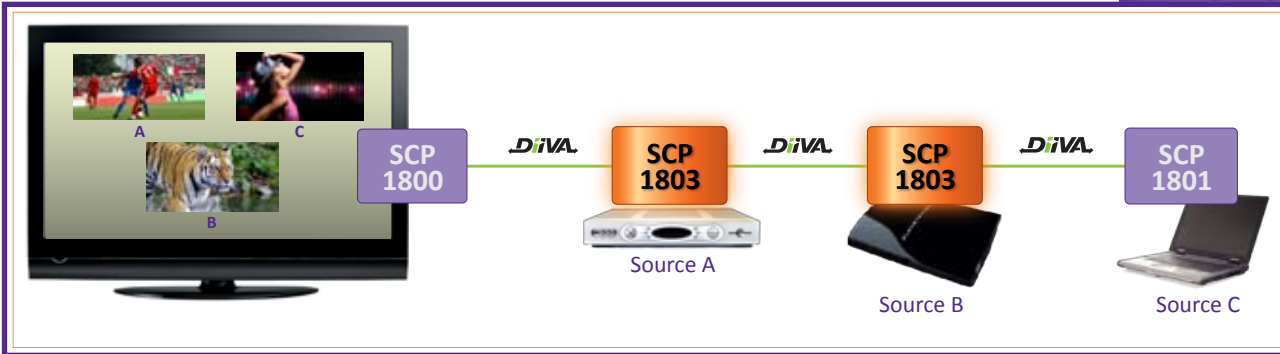 A
C
B
SCP
1800
DiiVA
SCP
1803
Source A
DiiVA
SCP
1803
Source B
DiiVA
SCP
1801
Source C